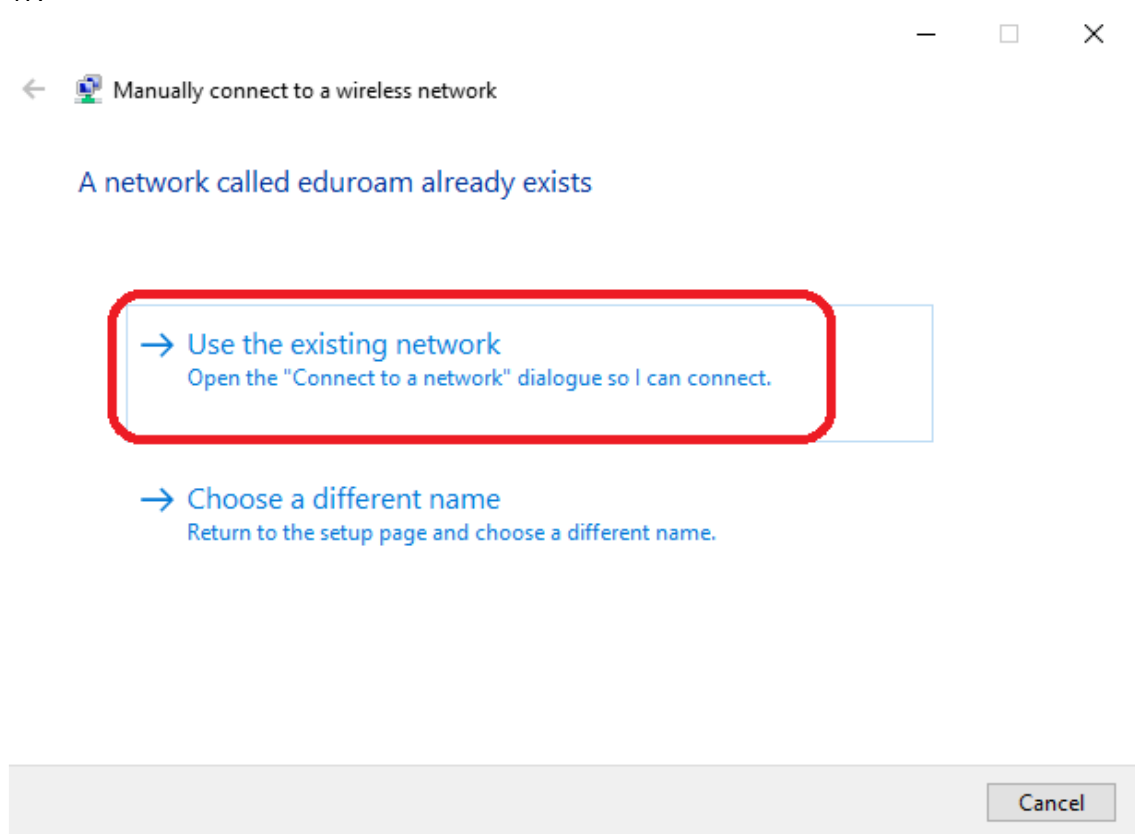 Manually connect to a wireless network
A network called eduroam already exists
Use the existing network
Open the "Connect to a network" dialogue so I can connect.
Choose a different name
Return to the setup page and choose a different name.
Cancel